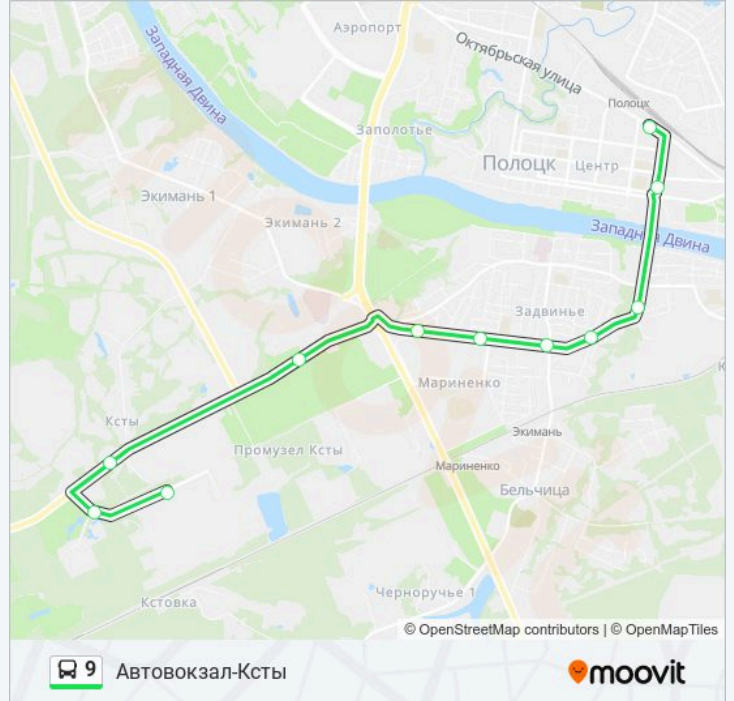 Аэропорт
Октябрьская улица
Западная Двина
Полоцк
Заполотье
Полоцк
Центр
Экимань 1
Экимань 2
Западная Двина
Задвинье
Мариненко
Ксты
Экимань
Промузел Ксты
Мариненко
Бельчица
Черноручье 1
Кстовка
© OpenStreetMap contributors | © OpenMapTiles
9 Автовокзал-Ксты
moovit